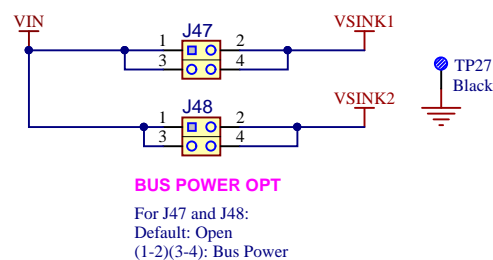 VIN
J47
VSINK1
1
2
3
4
TP27
Black
J48
VSINK2
1
2
3
4
BUS POWER OPT
For J47 and J48:
Default: Open
(1-2)(3-4): Bus Power